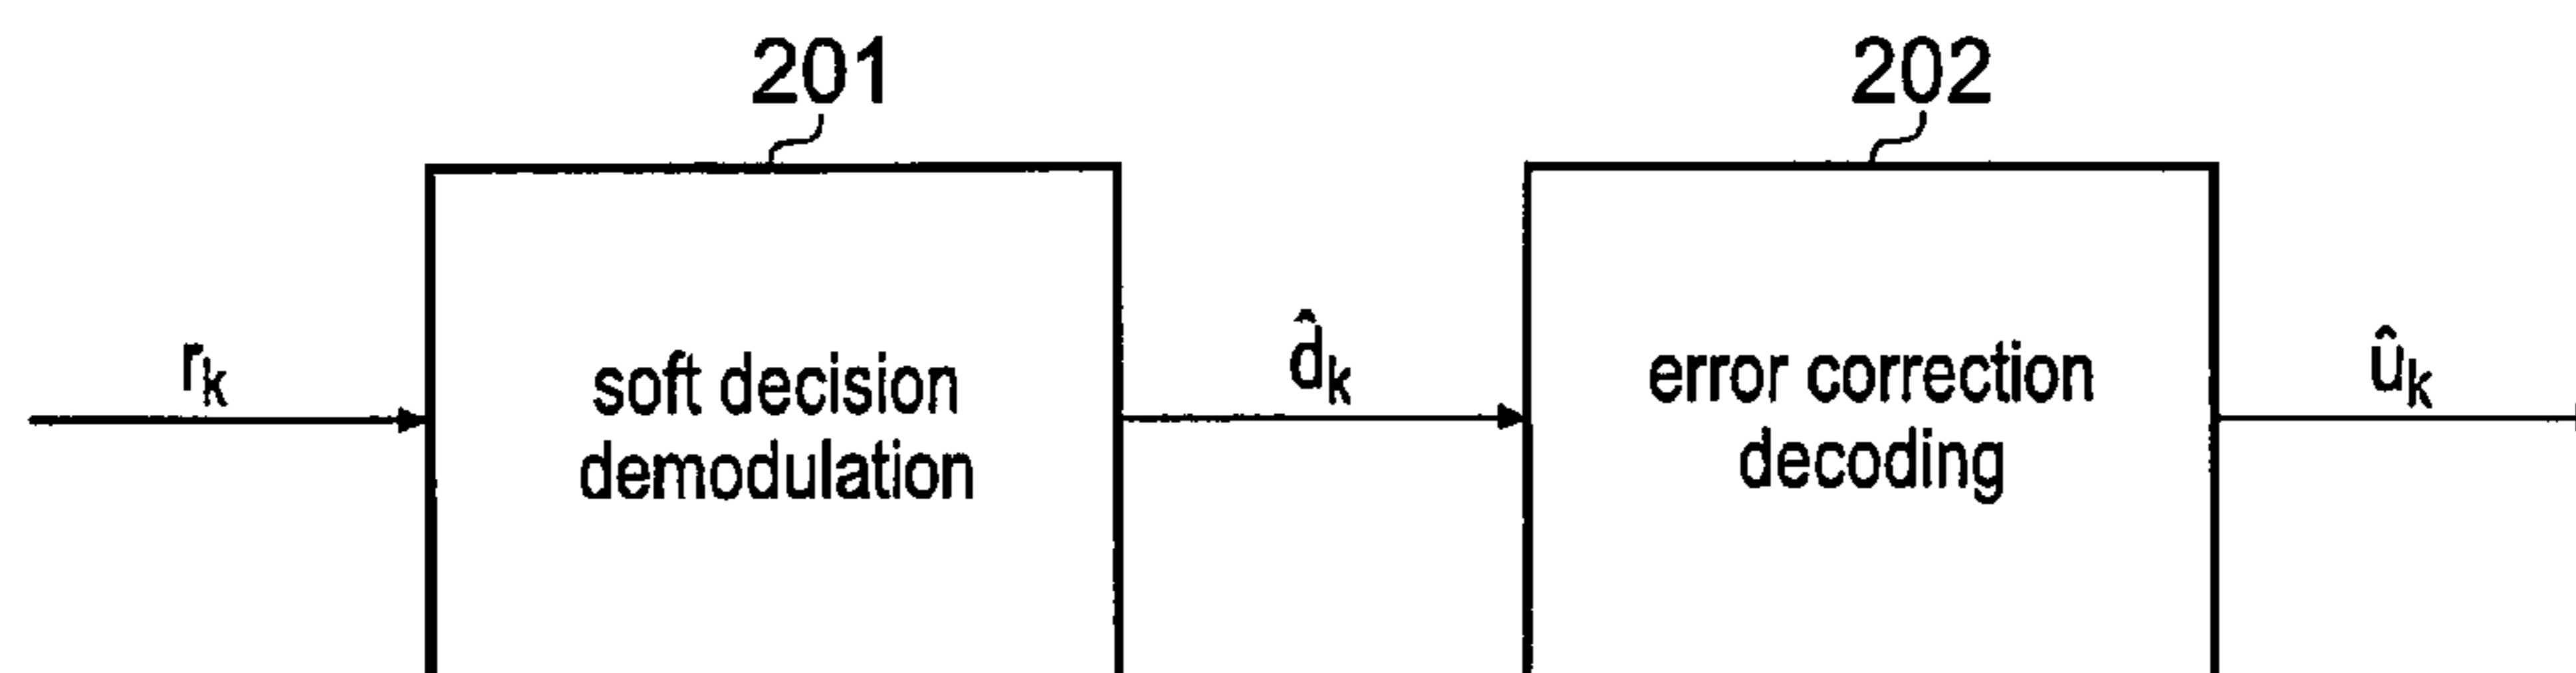 201
202
r_k
soft decision
demodulation
d̂_k
error correction
decoding
û_k